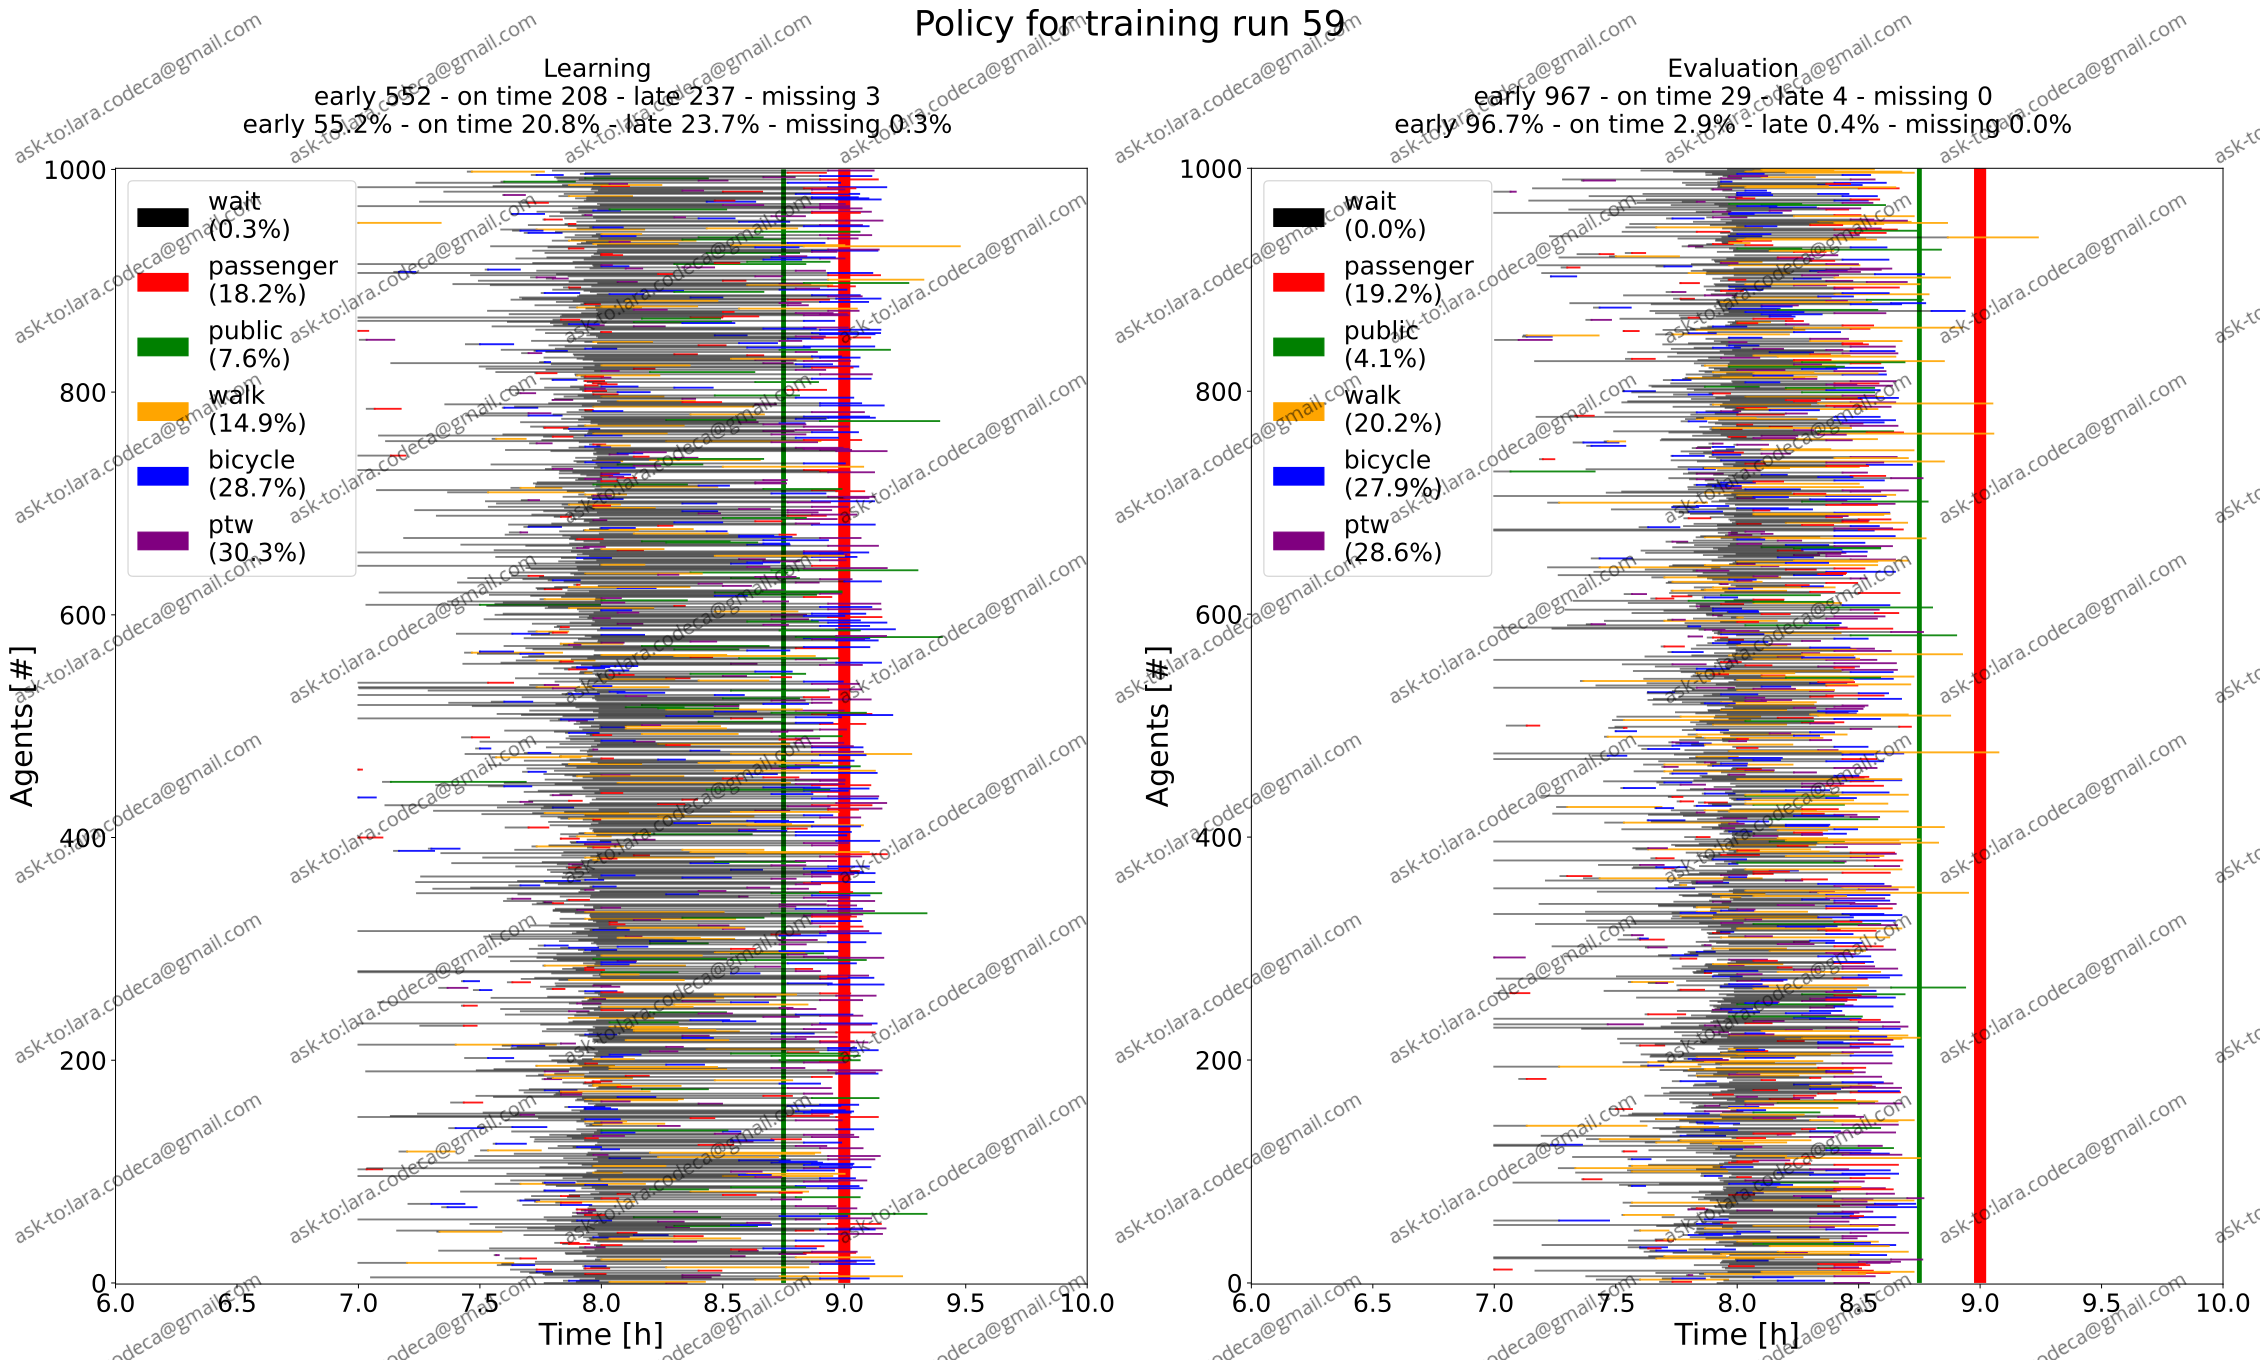 Policy for training run 59
Learning
early 552 - on time 208 - late 237 - missing 3
early 55.2% - on time 20.8% - late 23.7% - missing 0.3%
Evaluation
early 967 - on time 29 - late 4 - missing 0
early 96.7% - on time 2.9% - late 0.4% - missing 0.0%
Agents [#]
1000
800
600
400
200
0
wait
(0.3%)
passenger
(18.2%)
public
(7.6%)
walk
(14.9%)
bicycle
(28.7%)
ptw
(30.3%)
6.0 6.5 7.0 7.5 8.0 8.5 9.0 9.5 10.0
Time [h]
Agents [#]
1000
800
600
400
200
0
wait
(0.0%)
passenger
(19.2%)
public
(4.1%)
walk
(20.2%)
bicycle
(27.9%)
ptw
(28.6%)
6.0 6.5 7.0 7.5 8.0 8.5 9.0 9.5 10.0
Time [h]
ask-to:lara.codeca@gmail.com